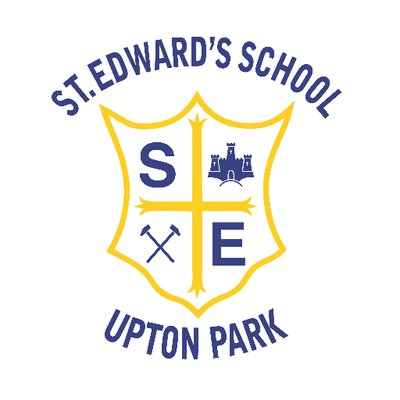 ST. EDWARD'S SCHOOL
S
E
UPTON PARK